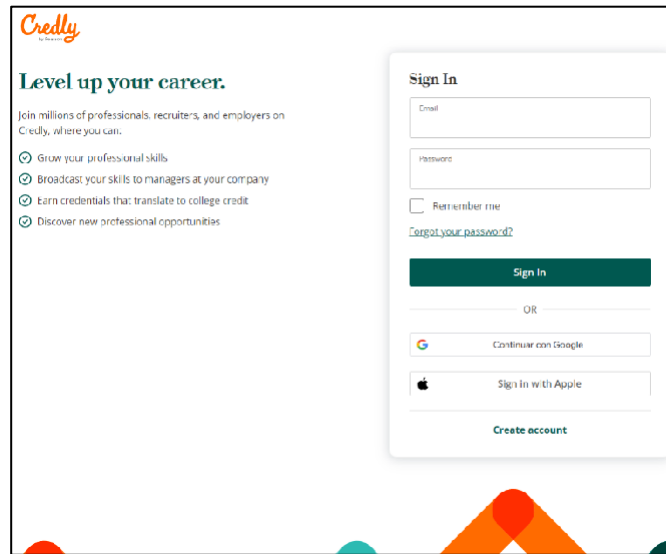 Credly
Level up your career.
Join millions of professionals, recruiters, and employers on
Credly, where you can:
Grow your professional skills
Broadcast your skills to managers at your company
Earn credentials that translate to college credit
Discover new professional opportunities
Sign In
Email
Password
Remember me
Forgot your password?
Sign In
OR
Continuar con Google
Sign in with Apple
Create account